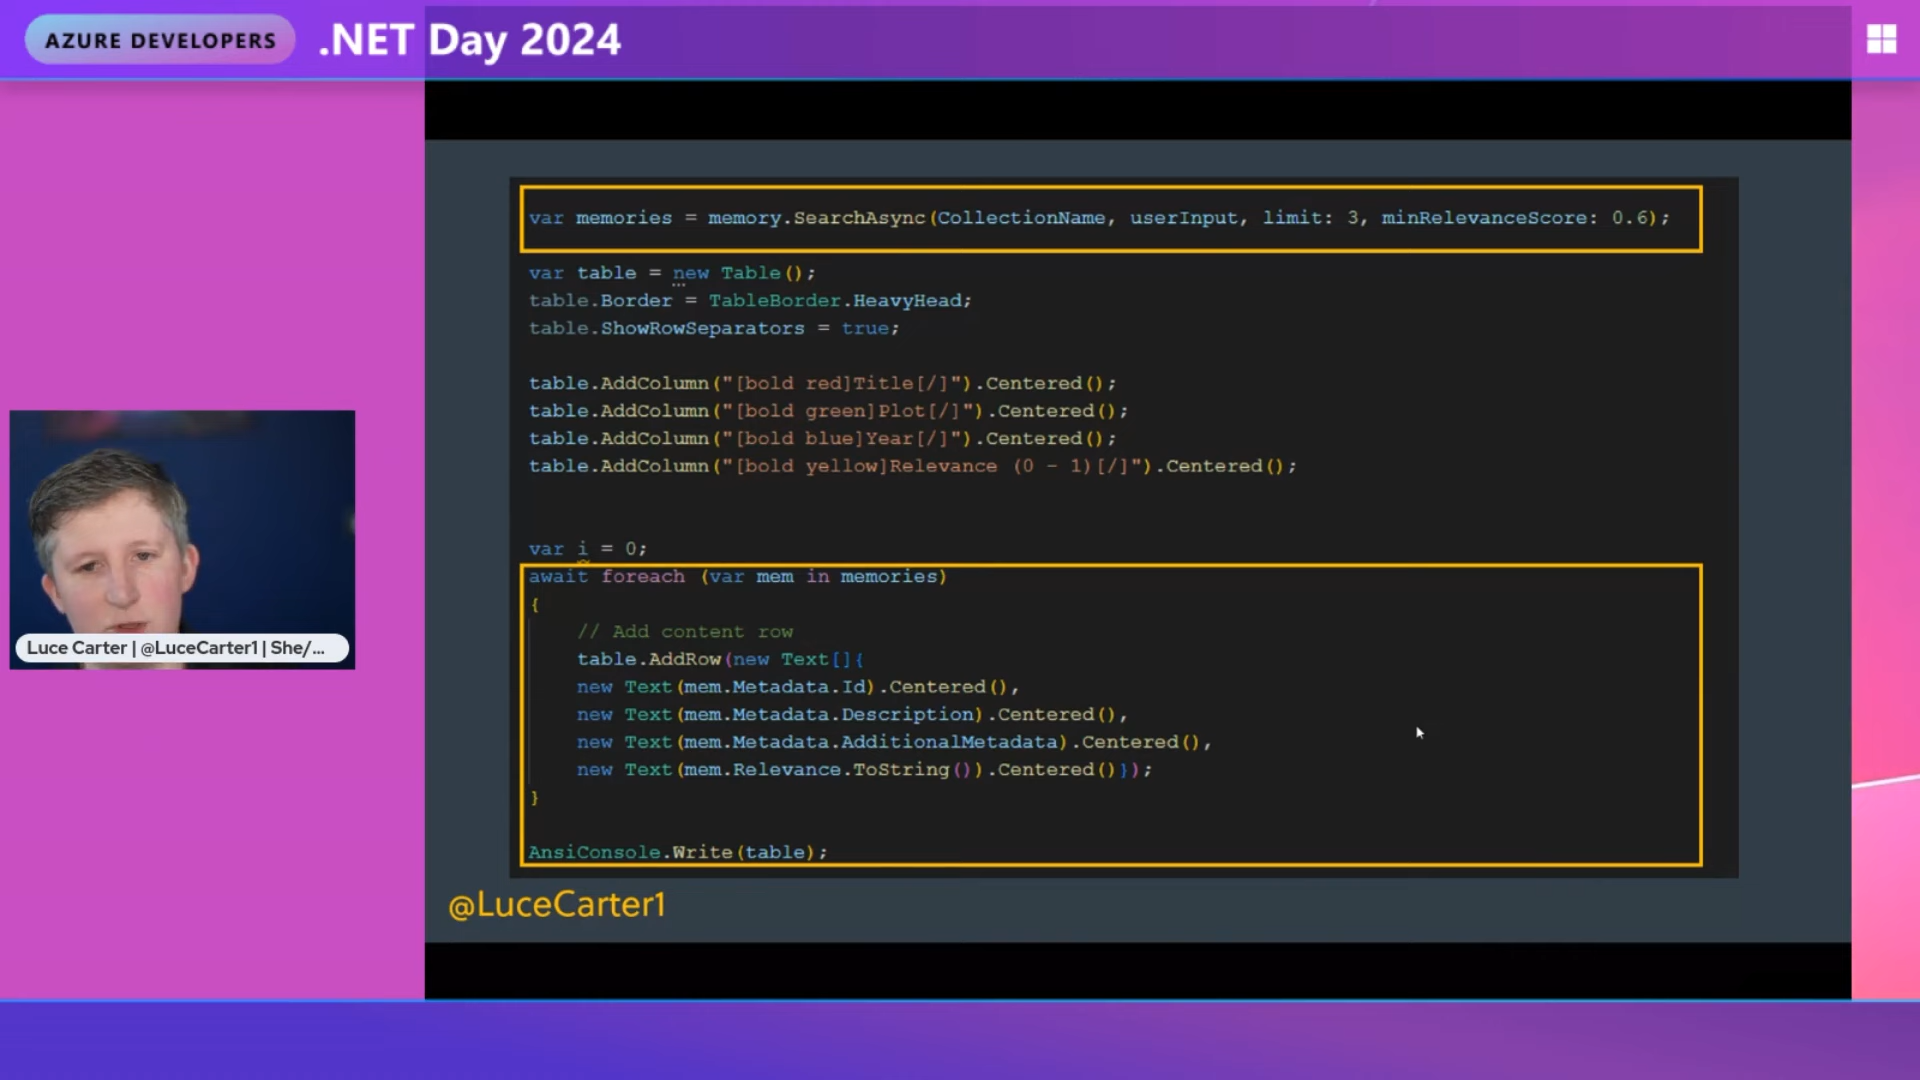 AZURE DEVELOPERS .NET Day 2024
var memories = memory.SearchAsync(CollectionName, userInput, limit: 3, minRelevanceScore: 0.6);
var table = new Table();
table.Border = TableBorder.HeavyHead;
table.ShowRowSeparators = true;
table.AddColumn("[bold red]Title[/]").Centered();
table.AddColumn("[bold green]Plot[/]").Centered();
table.AddColumn("[bold blue]Year[/]").Centered();
table.AddColumn("[bold yellow]Relevance (0 - 1)[/]").Centered();
var i = 0;
await foreach (var mem in memories)
{
// Add content row
table.AddRow(new Text[]{
new Text(mem.Metadata.Id).Centered(),
new Text(mem.Metadata.Description).Centered(),
new Text(mem.Metadata.AdditionalMetadata).Centered(),
new Text(mem.Relevance.ToString()).Centered()});
}
AnsiConsole.Write(table);
@LuceCarter1
Luce Carter | @LuceCarter1 | She/...